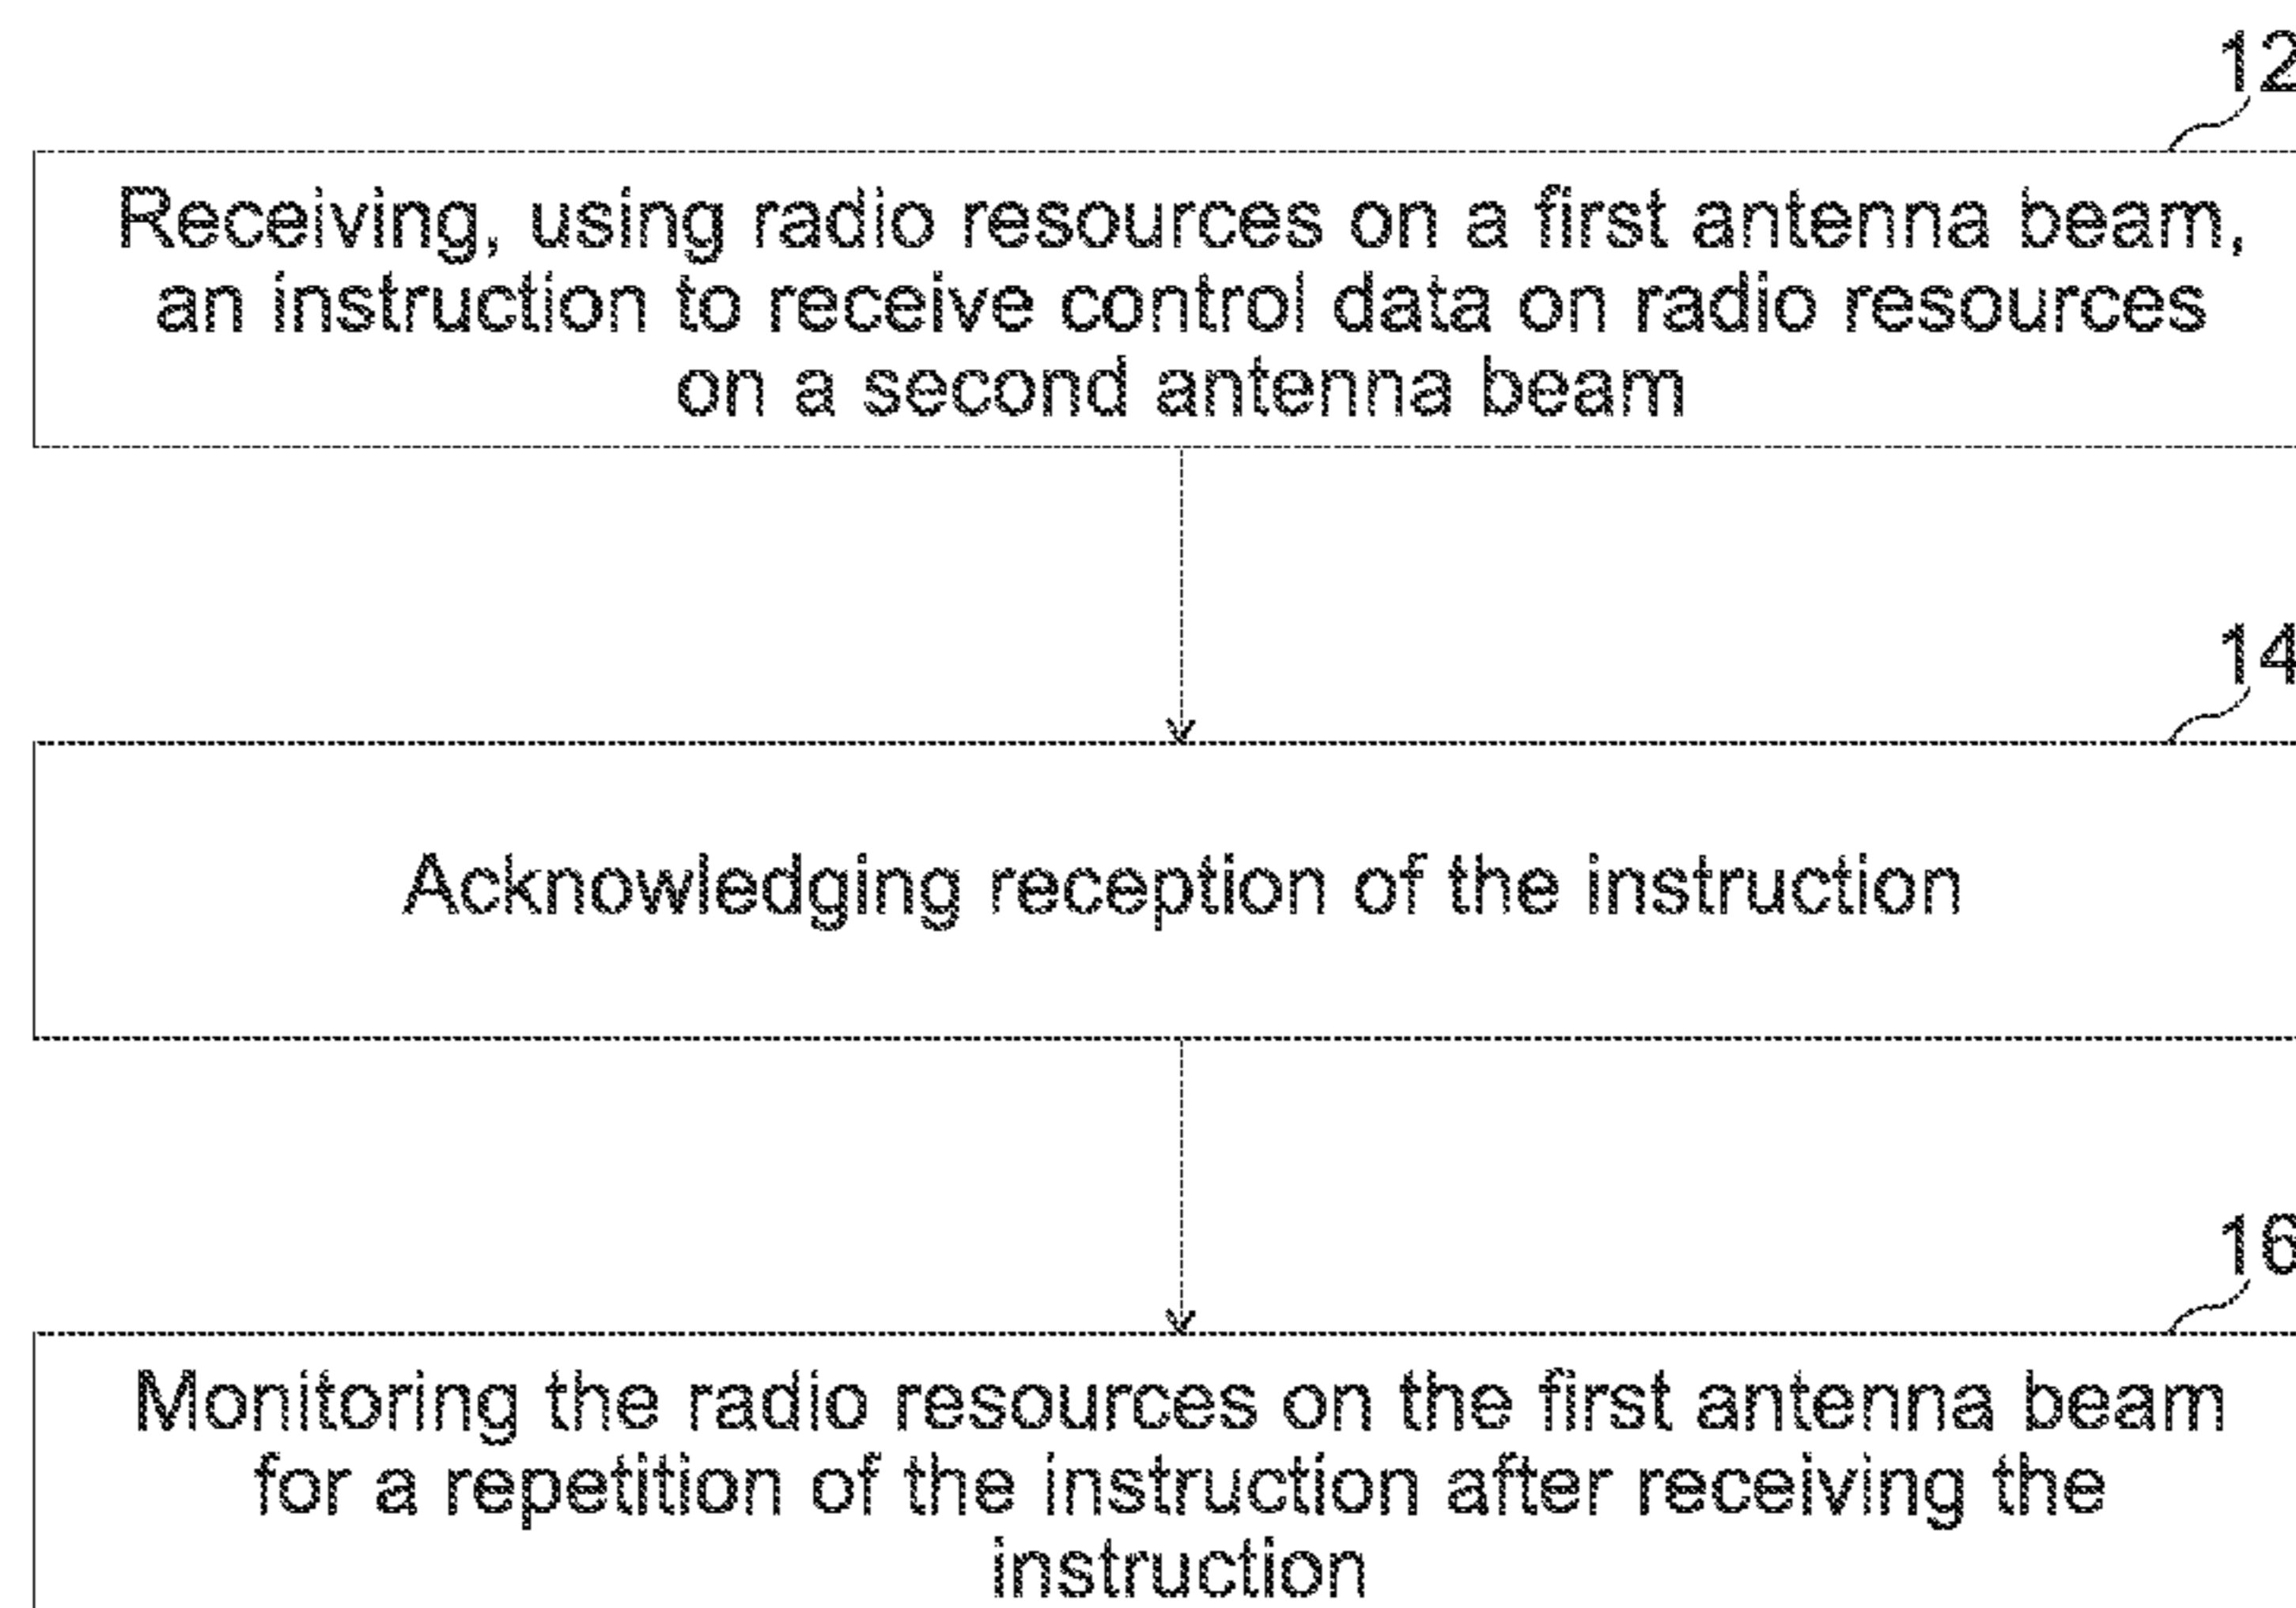 12
Receiving, using radio resources on a first antenna beam,
an instruction to receive control data on radio resources
on a second antenna beam
14
Acknowledging reception of the instruction
16
Monitoring the radio resources on the first antenna beam
for a repetition of the instruction after receiving the
instruction